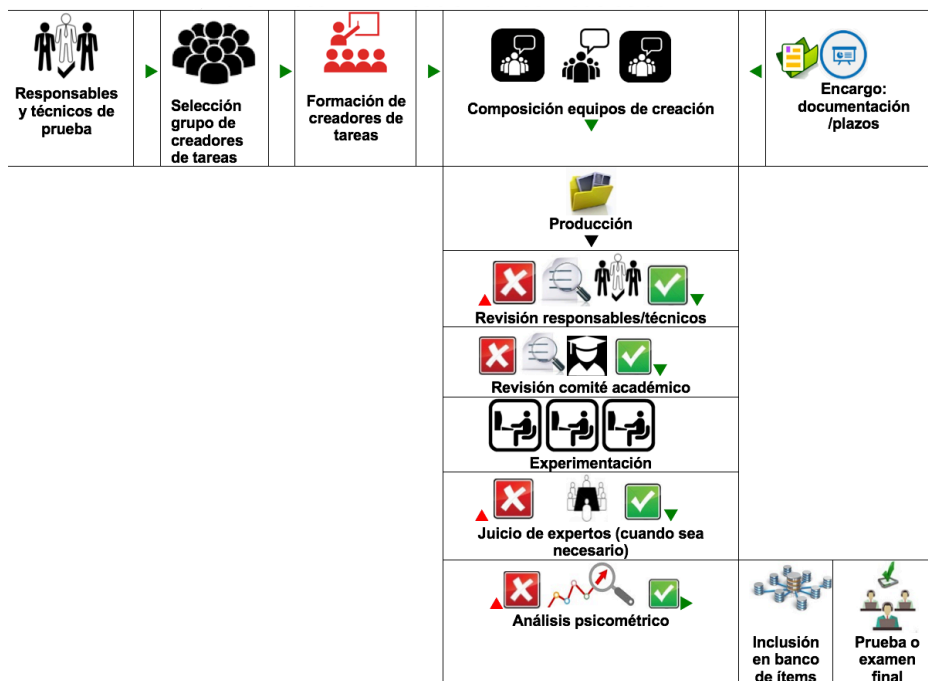 Responsables
y técnicos de
prueba
Selección
grupo de
creadores
de tareas
Formación de
creadores de
tareas
Composición equipos de creación
Encargo:
documentación
/plazos
Producción
Revisión responsables/técnicos
Revisión comité académico
Experimentación
Juicio de expertos (cuando sea
necesario)
Análisis psicométrico
Inclusión
en banco
de ítems
Prueba o
examen
final